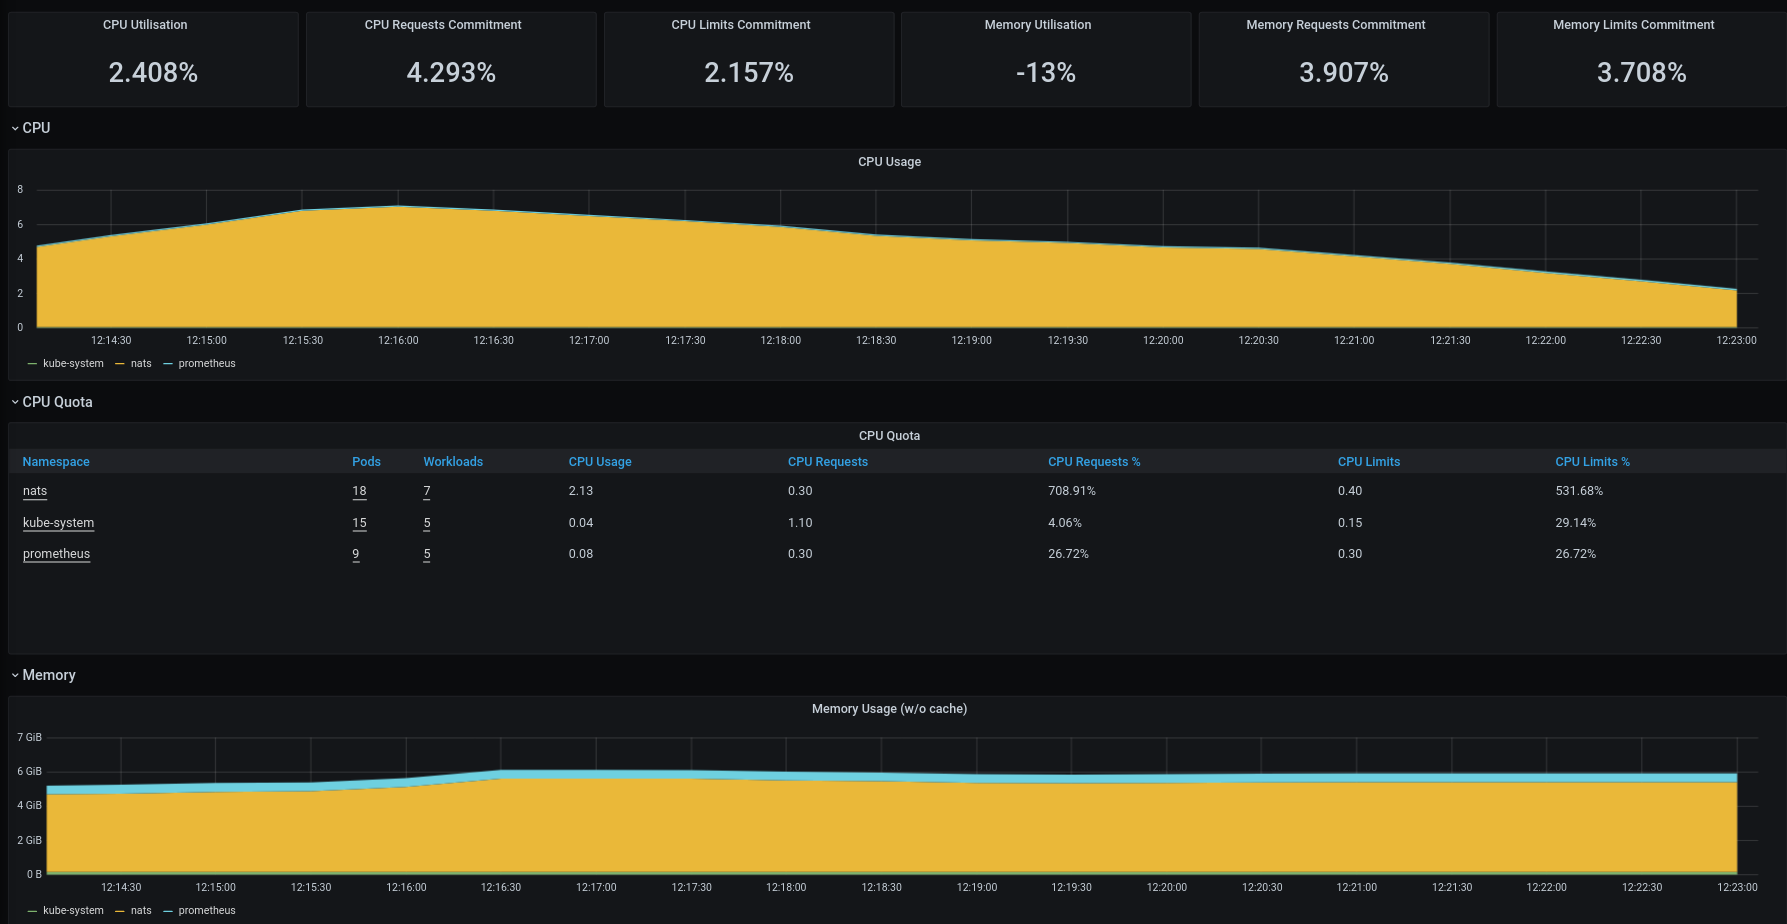 CPU Utilisation CPU Requests Commitment CPU Limits Commitment Memory Utilisation Memory Requests Commitment Memory Limits Commitment
2.408% 4.293% 2.157% -13% 3.907% 3.708%
CPU
CPU Usage
8
6
4
2
0
12:14:30 12:15:00 12:15:30 12:16:00 12:16:30 12:17:00 12:17:30 12:18:00 12:18:30 12:19:00 12:19:30 12:20:00 12:20:30 12:21:00 12:21:30 12:22:00 12:22:30 12:23:00
kube-system nats prometheus
CPU Quota
CPU Quota
Namespace Pods Workloads CPU Usage CPU Requests CPU Requests % CPU Limits CPU Limits %
nats 18 7 2.13 0.30 708.91% 0.40 531.68%
kube-system 15 5 0.04 1.10 4.06% 0.15 29.14%
prometheus 9 5 0.08 0.30 26.72% 0.30 26.72%
Memory
Memory Usage (w/o cache)
7 GiB
6 GiB
4 GiB
2 GiB
0 B
12:14:30 12:15:00 12:15:30 12:16:00 12:16:30 12:17:00 12:17:30 12:18:00 12:18:30 12:19:00 12:19:30 12:20:00 12:20:30 12:21:00 12:21:30 12:22:00 12:22:30 12:23:00
kube-system nats prometheus